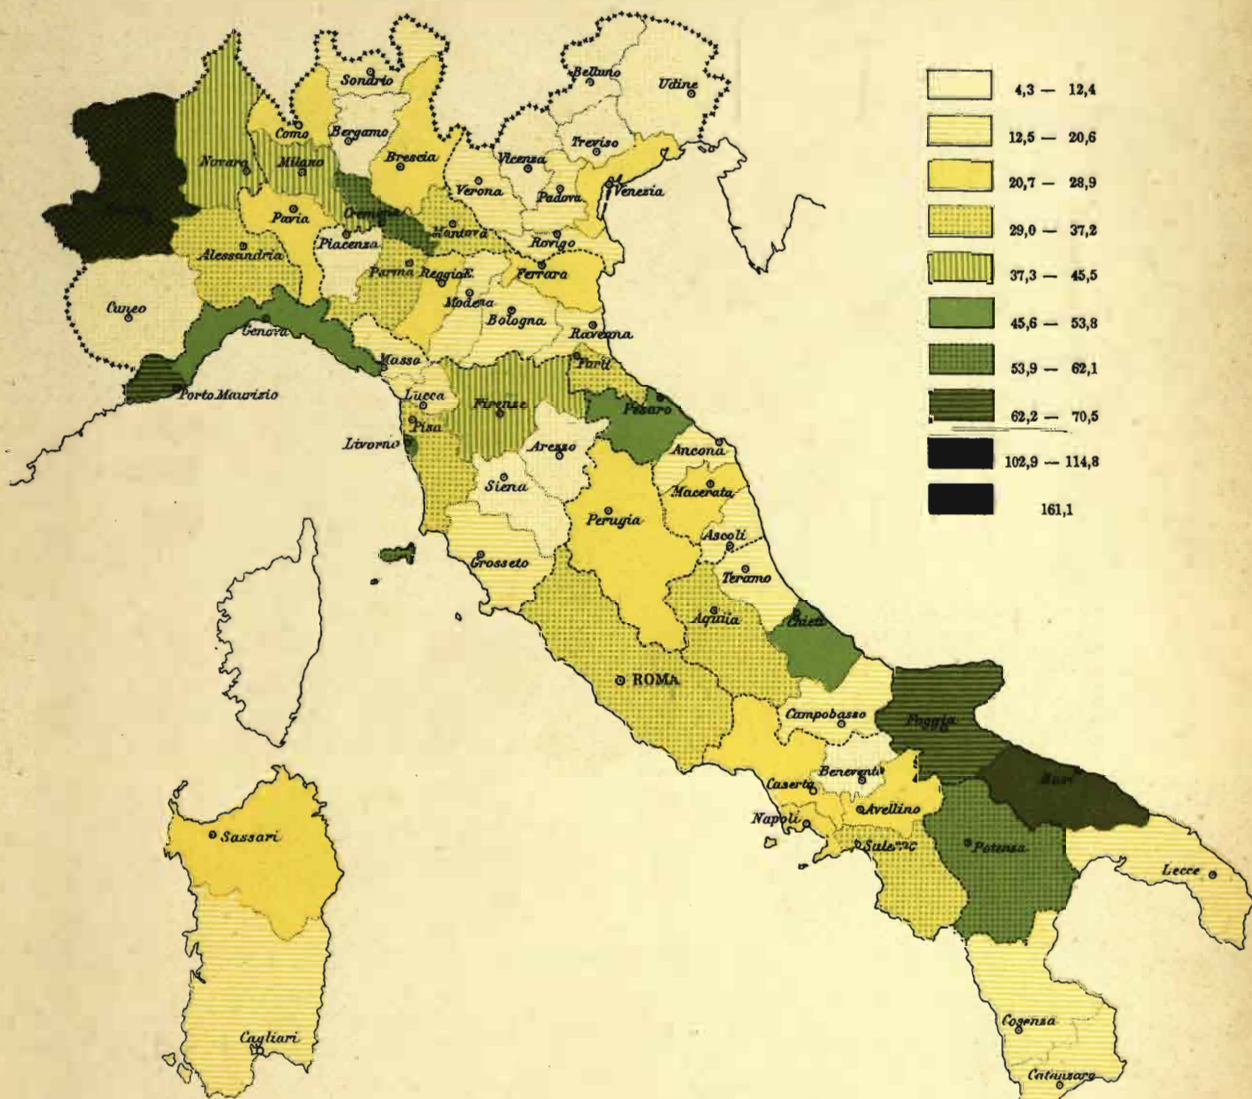 Sondrio
Belluno
Udine
Como
Bergamo
Treviso
Novara
Milano
Brescia
Vicenza
Verona
Padova
Venezia
Pavia
Cremona
Mantova
Piacenza
Rovigo
Alessandria
Parma
Reggio E.
Ferrara
Cuneo
Modena
Bologna
Genova
Ravenna
Massa
Forlì
Porto Maurizio
Lucca
Firenze
Pesaro
Pisa
Livorno
Arezzo
Ancona
Siena
Macerata
Perugia
Ascoli
Grosseto
Teramo
Aquila
Chieti
ROMA
Campobasso
Foggia
Benevento
Bari
Caserta
Avellino
Napoli
Sassari
Salerno
Potenza
Lecce
Cosenza
Cagliari
Catanzaro
4,3 — 12,4
12,5 — 20,6
20,7 — 28,9
29,0 — 37,2
37,3 — 45,5
45,6 — 53,8
53,9 — 62,1
62,2 — 70,5
102,9 — 114,8
161,1